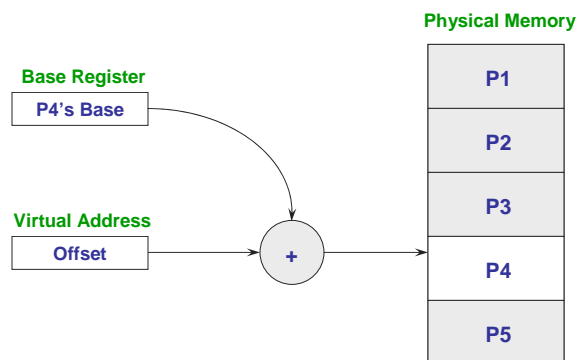 Physical Memory
Base Register
P4's Base
Virtual Address
Offset
+
P1
P2
P3
P4
P5